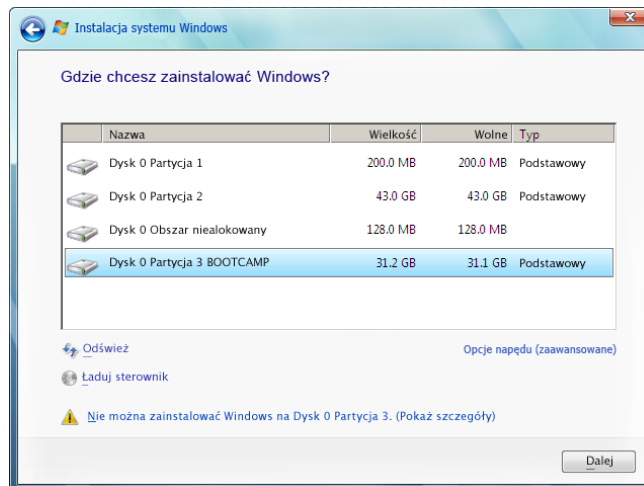 Instalacja systemu Windows
Gdzie chcesz zainstalować Windows?
Nazwa Wielkość Wolne Typ
Dysk 0 Partycja 1 200.0 MB 200.0 MB Podstawowy
Dysk 0 Partycja 2 43.0 GB 43.0 GB Podstawowy
Dysk 0 Obszar niealokowany 128.0 MB 128.0 MB
Dysk 0 Partycja 3 BOOTCAMP 31.2 GB 31.1 GB Podstawowy
Odśwież Opcje napędu (zaawansowane)
Ładuj sterownik
Nie można zainstalować Windows na Dysk 0 Partycja 3. (Pokaż szczegóły)
Dalej